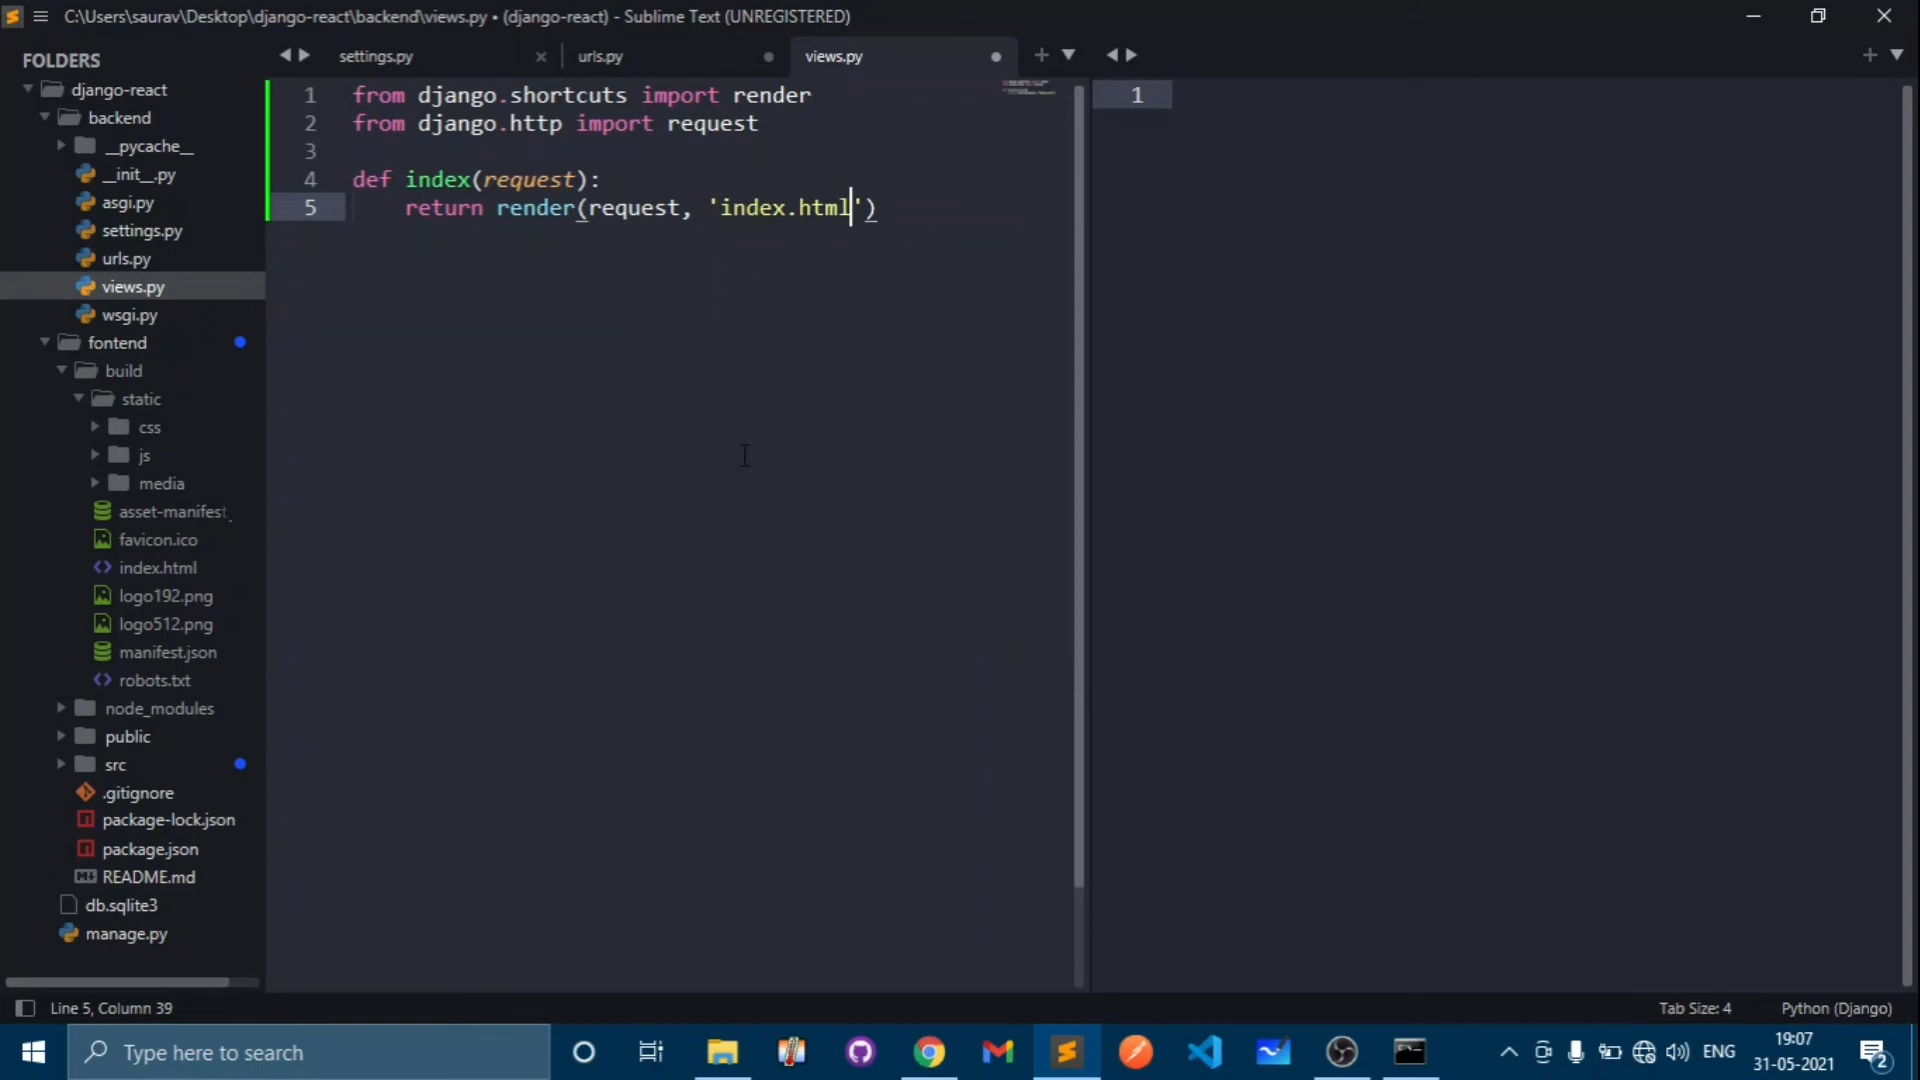 C:\Users\saurav\Desktop\django-react\backend\views.py • (django-react) - Sublime Text (UNREGISTERED)
FOLDERS
django-react
backend
__pycache__
__init__.py
asgi.py
settings.py
urls.py
views.py
wsgi.py
fontend
build
static
css
js
media
asset-manifest
favicon.ico
index.html
logo192.png
logo512.png
manifest.json
robots.txt
node_modules
public
src
.gitignore
package-lock.json
package.json
README.md
db.sqlite3
manage.py
settings.py
urls.py
views.py
1 from django.shortcuts import render
2 from django.http import request
3
4 def index(request):
5 return render(request, 'index.html')
1
Line 5, Column 39
Tab Size: 4
Python (Django)
Type here to search
ENG
19:07
31-05-2021
2